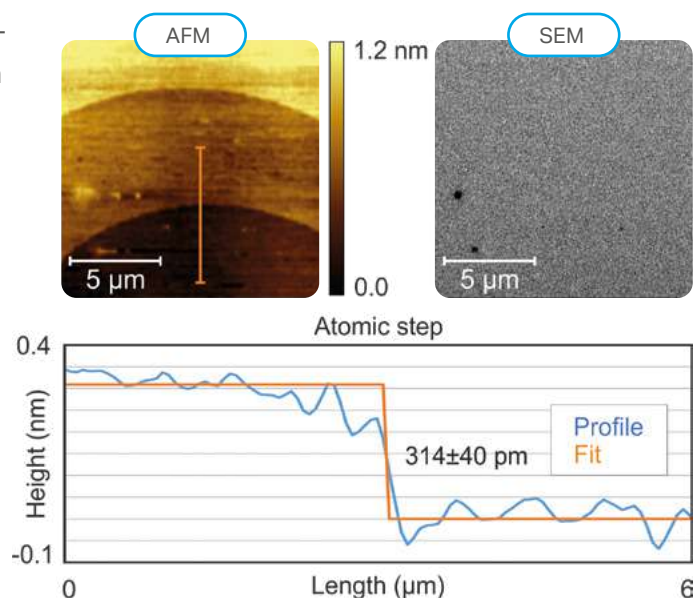 AFM
SEM
1.2 nm
0.0
5 µm
5 µm
Atomic step
0.4
Height (nm)
-0.1
314±40 pm
Profile
Fit
0
Length (µm)
6